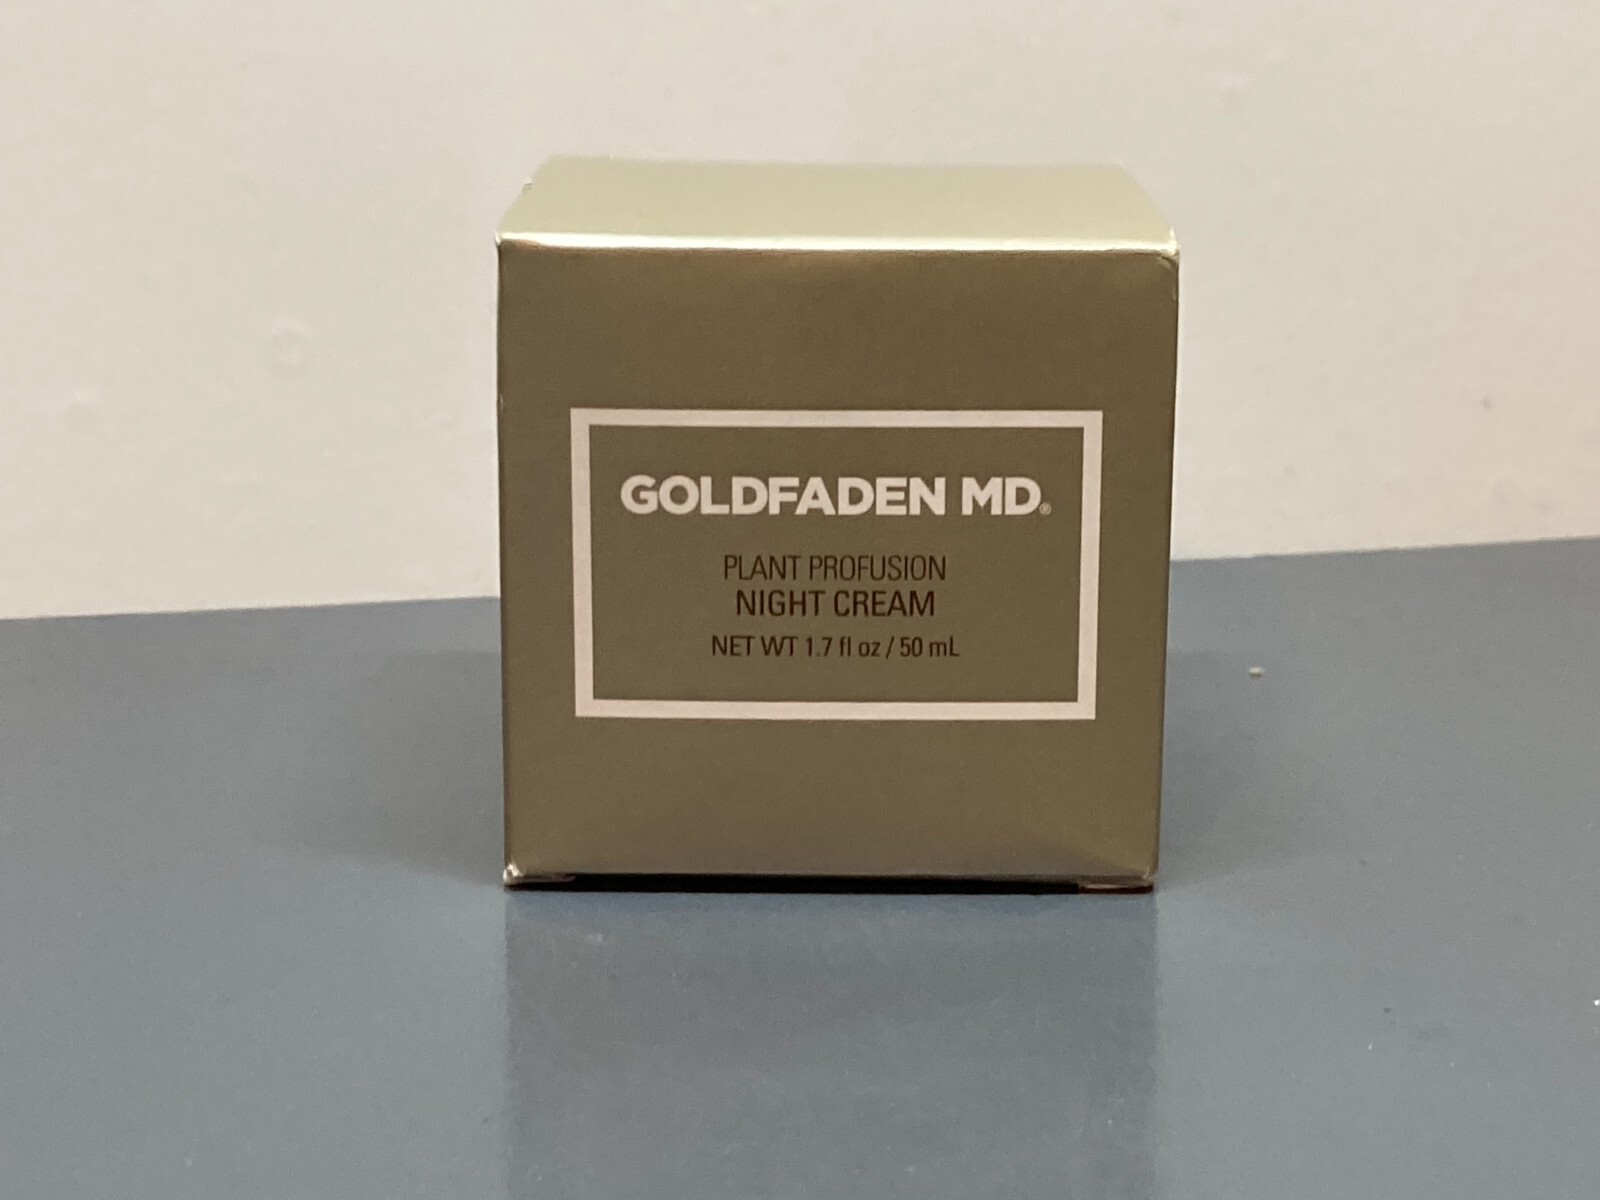 GOLDFADEN MD®
PLANT PROFUSION
NIGHT CREAM
NET WT 1.7 fl oz / 50 mL